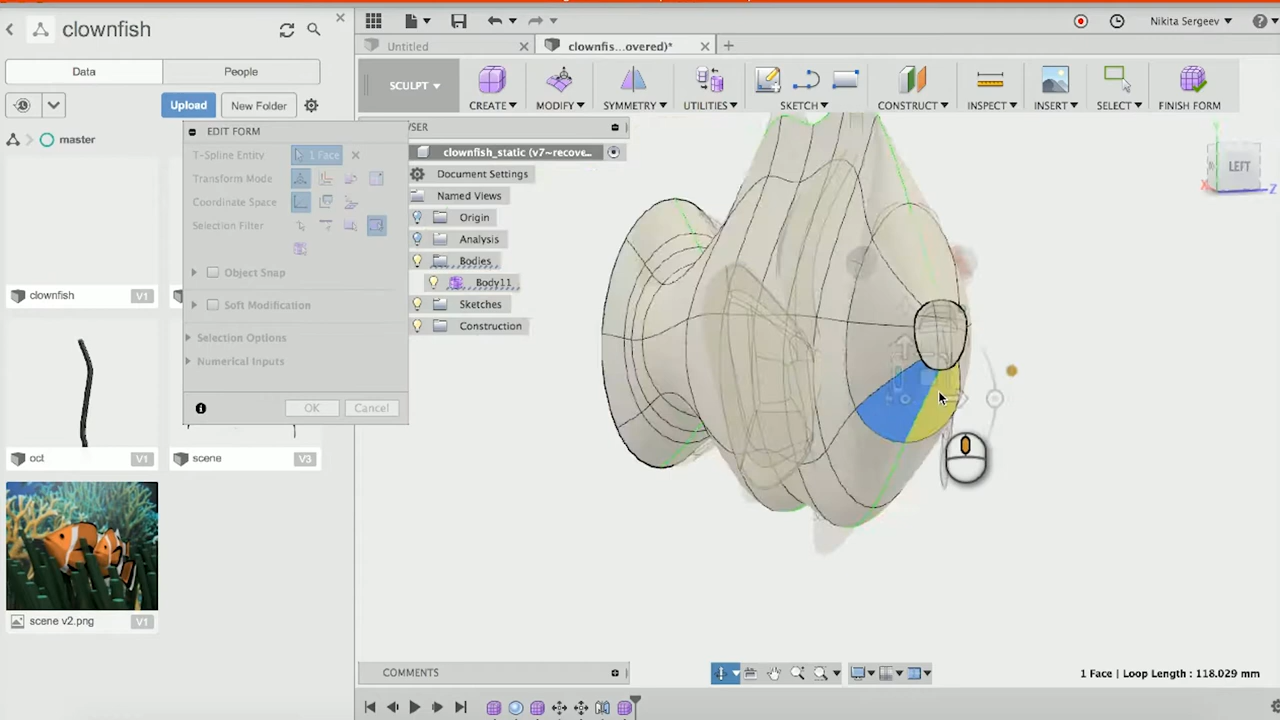 clownfish
Nikita Sergeev
Untitled
clownfis...overed)*
Data
People
SCULPT
CREATE
MODIFY
SYMMETRY
UTILITIES
SKETCH
CONSTRUCT
INSPECT
INSERT
SELECT
FINISH FORM
Upload
New Folder
master
EDIT FORM
WSER
T-Spline Entity
1 Face
Transform Mode
Coordinate Space
Selection Filter
Object Snap
Soft Modification
Selection Options
Numerical Inputs
OK
Cancel
clownfish_static (v7~recove...
Document Settings
Named Views
Origin
Analysis
Bodies
Body11
Sketches
Construction
LEFT
Z
X
Y
clownfish
V1
oct
V1
scene
V3
scene v2.png
V1
COMMENTS
1 Face | Loop Length : 118.029 mm